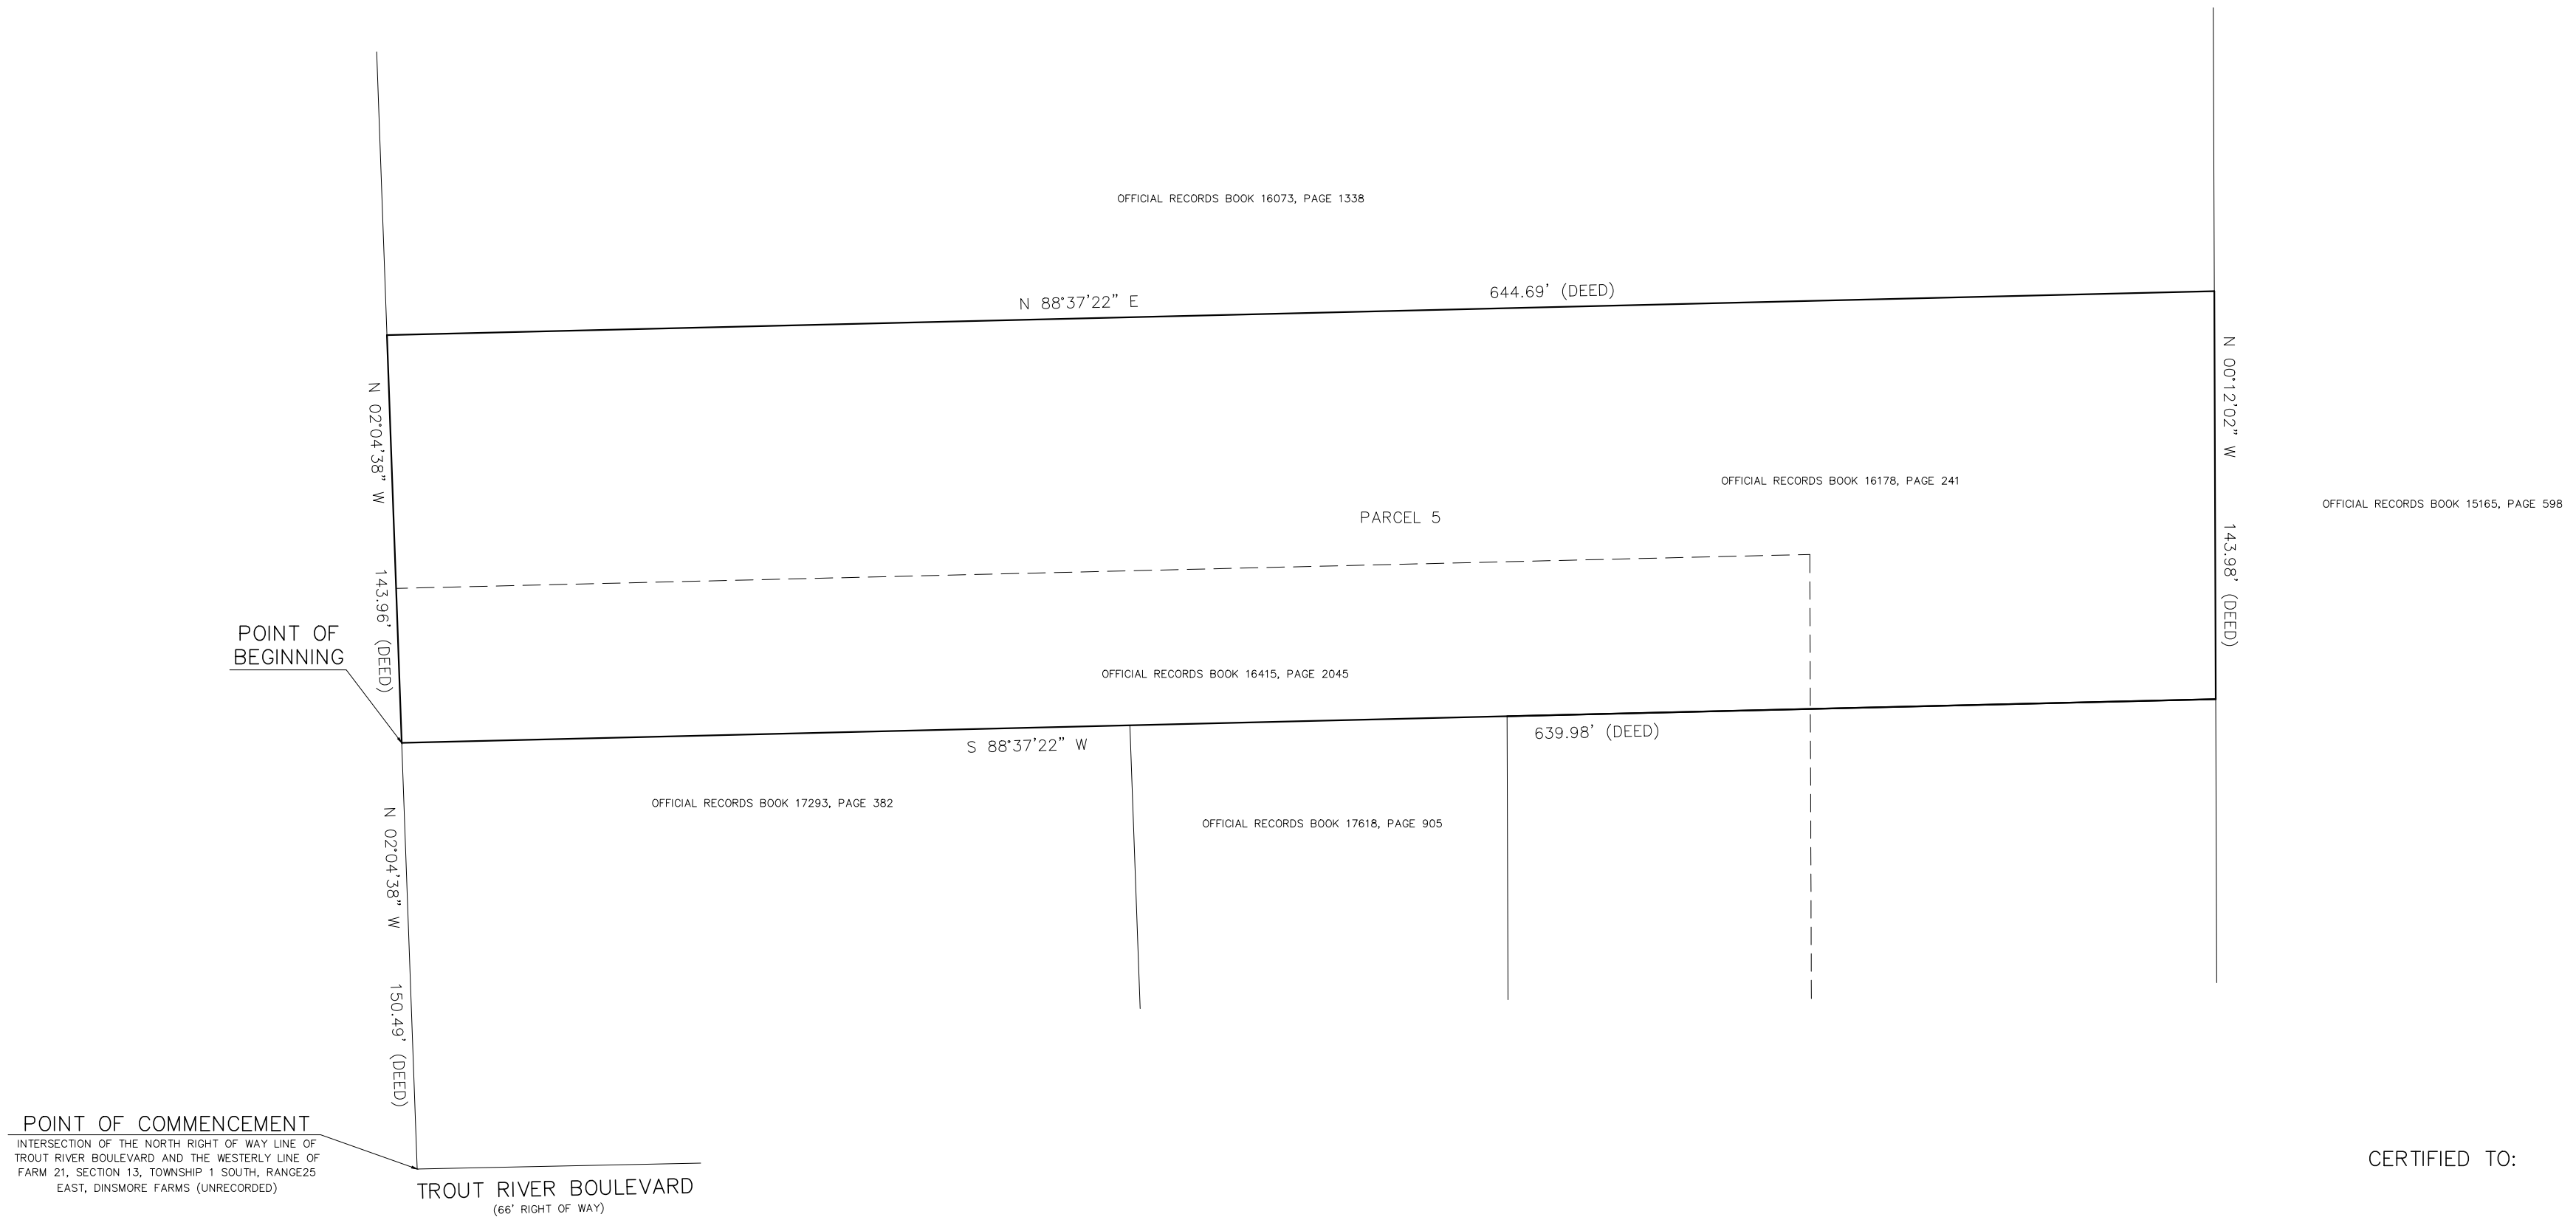 OFFICIAL RECORDS BOOK 16073, PAGE 1338
N 88°37'22" E
644.69' (DEED)
N 02°04'38" W
143.96' (DEED)
N 00°12'02" W
143.98' (DEED)
OFFICIAL RECORDS BOOK 16178, PAGE 241
OFFICIAL RECORDS BOOK 15165, PAGE 598
PARCEL 5
POINT OF
BEGINNING
OFFICIAL RECORDS BOOK 16415, PAGE 2045
S 88°37'22" W
639.98' (DEED)
OFFICIAL RECORDS BOOK 17293, PAGE 382
OFFICIAL RECORDS BOOK 17618, PAGE 905
N 02°04'38" W
150.49' (DEED)
POINT OF COMMENCEMENT
INTERSECTION OF THE NORTH RIGHT OF WAY LINE OF
TROUT RIVER BOULEVARD AND THE WESTERLY LINE OF
FARM 21, SECTION 13, TOWNSHIP 1 SOUTH, RANGE25
EAST, DINSMORE FARMS (UNRECORDED)
TROUT RIVER BOULEVARD
(66' RIGHT OF WAY)
CERTIFIED TO: